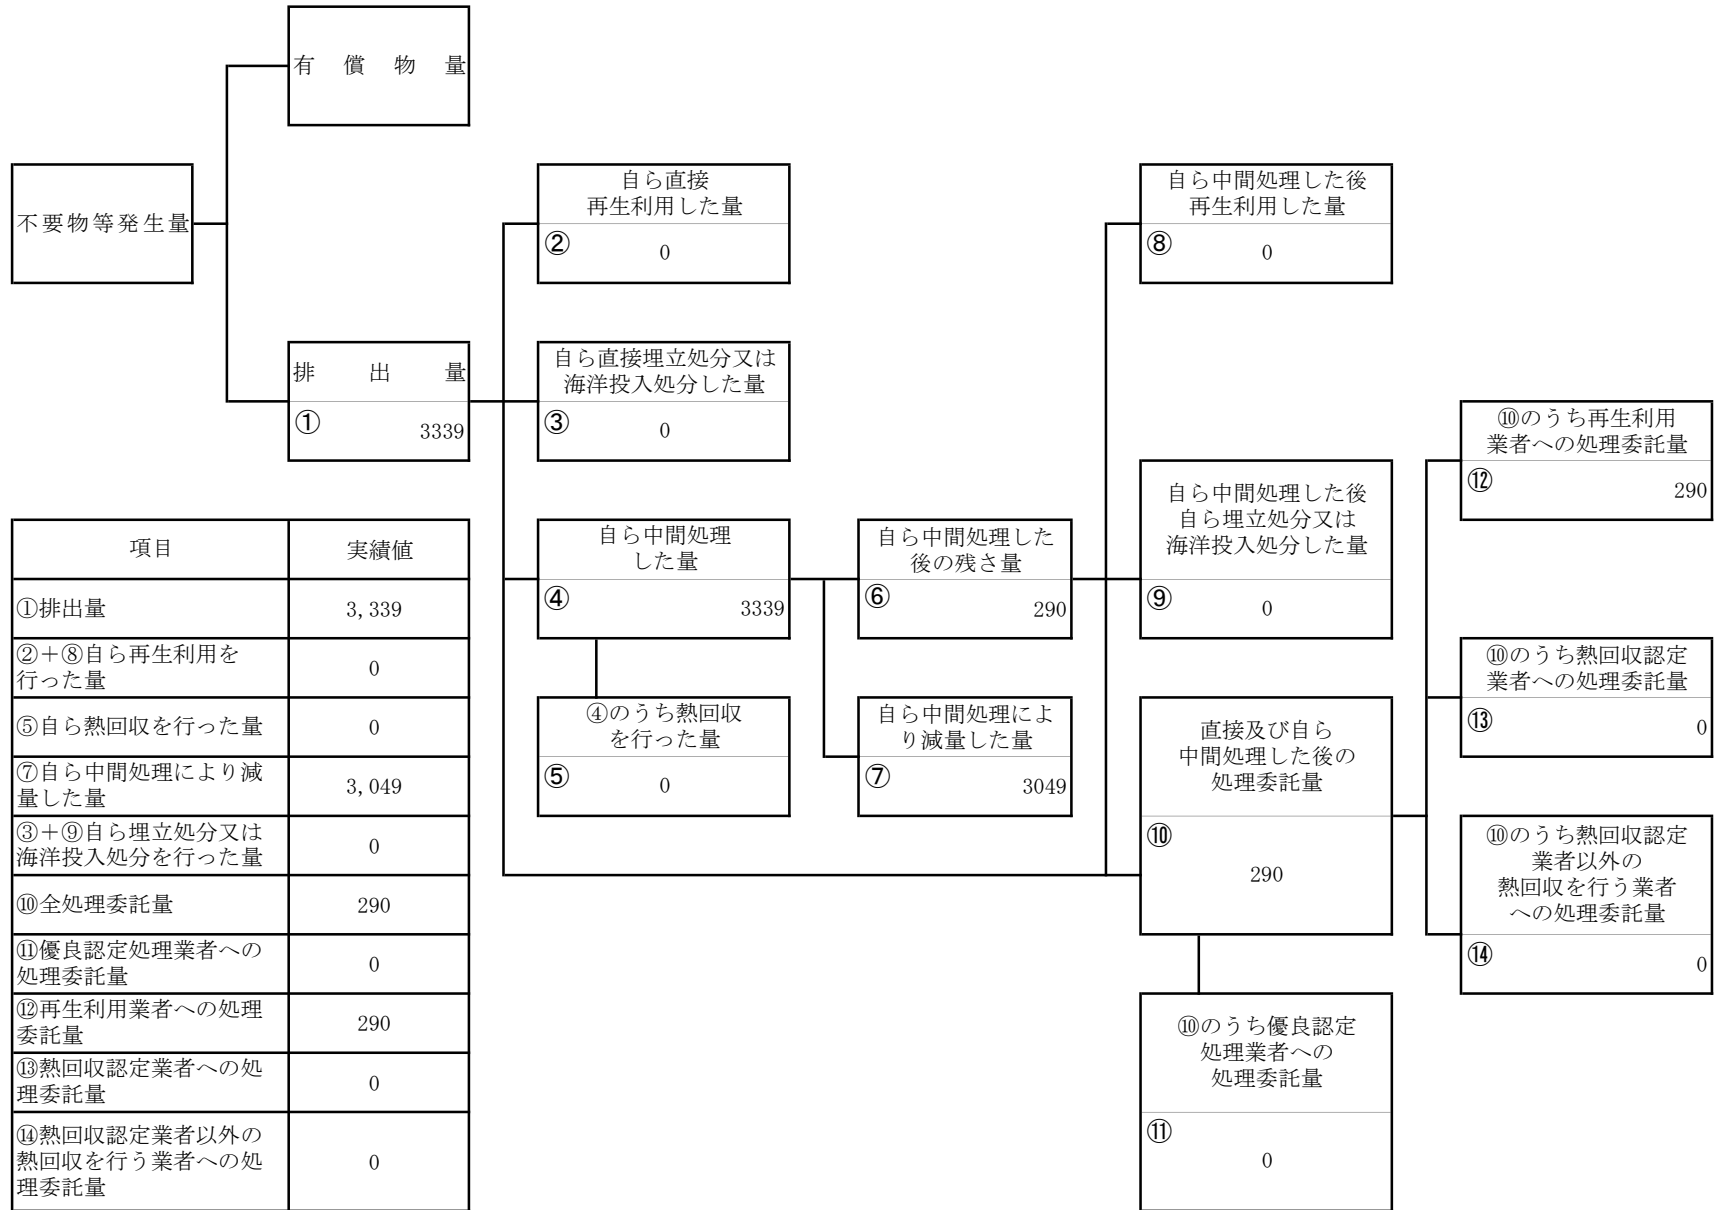 有償物量
不要物等発生量
排出量
①
3339
自ら直接
再生利用した量
②
0
自ら直接埋立処分又は
海洋投入処分した量
③
0
自ら中間処理
した量
④
3339
④のうち熱回収
を行った量
⑤
0
自ら中間処理した
後の残さ量
⑥
290
自ら中間処理によ
り減量した量
⑦
3049
自ら中間処理した後
再生利用した量
⑧
0
自ら中間処理した後
自ら埋立処分又は
海洋投入処分した量
⑨
0
直接及び自ら
中間処理した後の
処理委託量
⑩
290
⑩のうち優良認定
処理業者への
処理委託量
⑪
0
⑩のうち再生利用
業者への処理委託量
⑫
290
⑩のうち熱回収認定
業者への処理委託量
⑬
0
⑩のうち熱回収認定
業者以外の
熱回収を行う業者
への処理委託量
⑭
0
項目 実績値
①排出量 3,339
②＋⑧自ら再生利用を
行った量 0
⑤自ら熱回収を行った量 0
⑦自ら中間処理により減
量した量 3,049
③＋⑨自ら埋立処分又は
海洋投入処分を行った量 0
⑩全処理委託量 290
⑪優良認定処理業者への
処理委託量 0
⑫再生利用業者への処理
委託量 290
⑬熱回収認定業者への処
理委託量 0
⑭熱回収認定業者以外の
熱回収を行う業者への処
理委託量 0